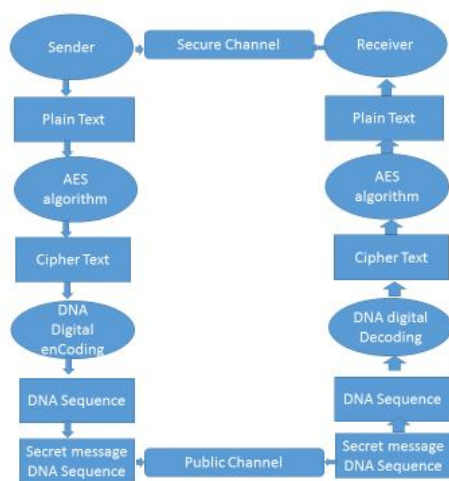 Sender
Secure Channel
Receiver
Plain Text
Plain Text
AES
algorithm
AES
algorithm
Cipher Text
Cipher Text
DNA
Digital
enCoding
DNA digital
Decoding
DNA Sequence
DNA Sequence
Secret message
DNA Sequence
Public Channel
Secret message
DNA Sequence